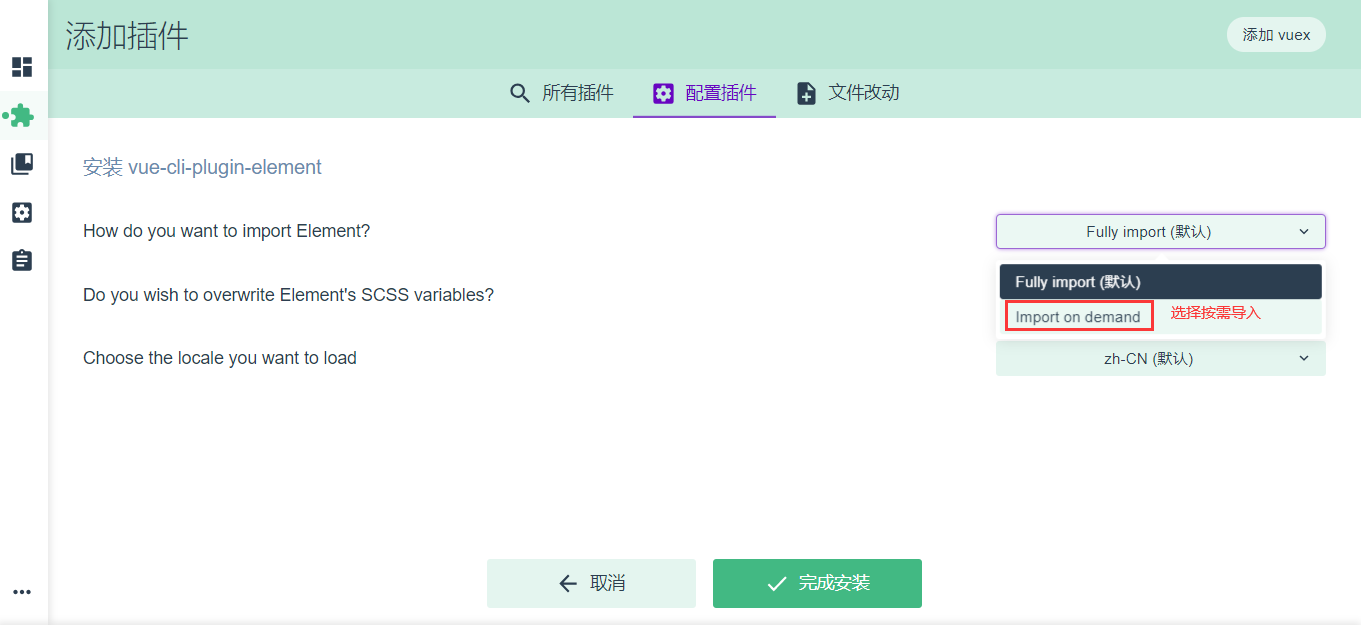 添加插件
添加 vuex
所有插件
配置插件
文件改动
安装 vue-cli-plugin-element
How do you want to import Element?
Fully import (默认)
Fully import (默认)
Do you wish to overwrite Element's SCSS variables?
Import on demand
选择按需导入
Choose the locale you want to load
zh-CN (默认)
取消
完成安装